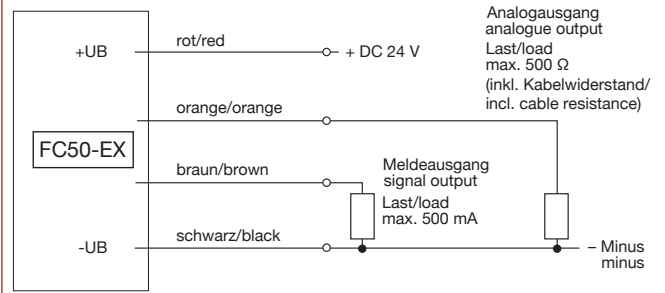 Analogausgang
analogue output
Last/load
max. 500 Ω
(inkl. Kabelwiderstand/
incl. cable resistance)
+UB
rot/red
+ DC 24 V
orange/orange
FC50-EX
braun/brown
Meldeausgang
signal output
Last/load
max. 500 mA
-UB
schwarz/black
– Minus
minus